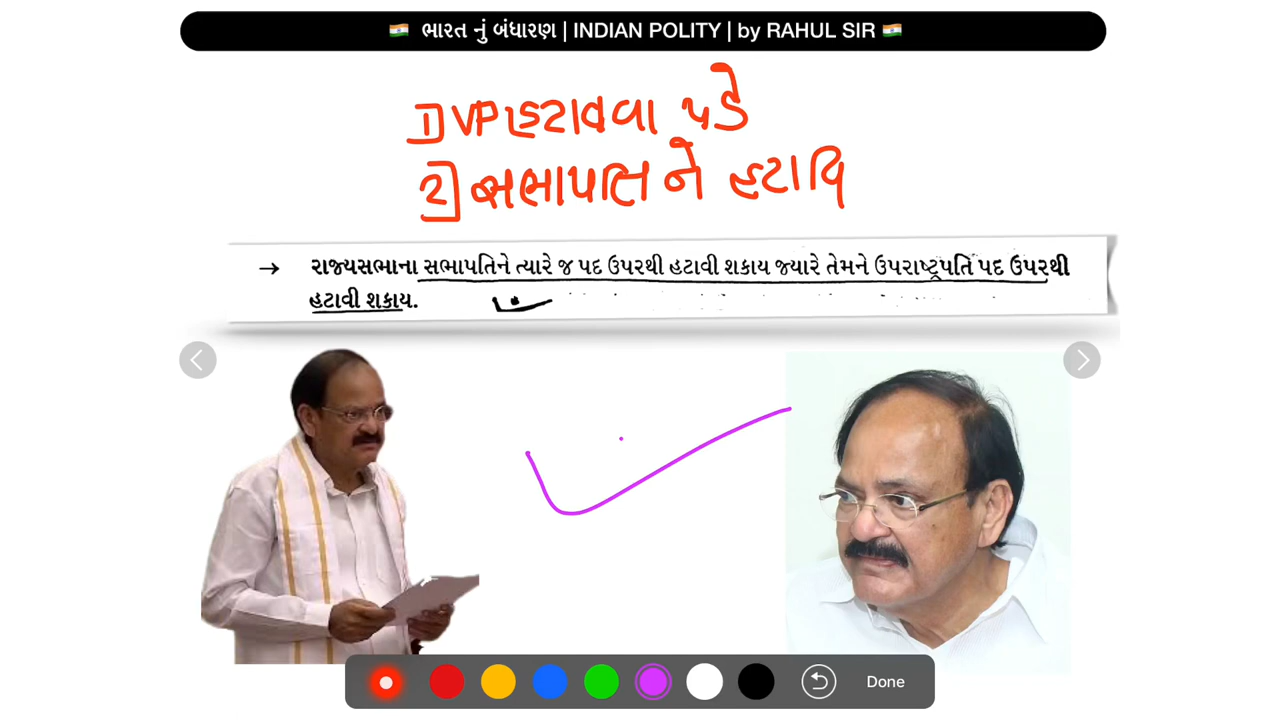 🇮🇳 ભારત નું બંધારણ | INDIAN POLITY | by RAHUL SIR 🇮🇳
1) VP હટાવવા પડે
2) સભાપતિ ને હટાવિ
→ રાજ્યસભાના સભાપતિને ત્યારે જ પદ ઉપરથી હટાવી શકાય જ્યારે તેમને ઉપરાષ્ટ્રપતિ પદ ઉપરથી
હટાવી શકાય.
Done